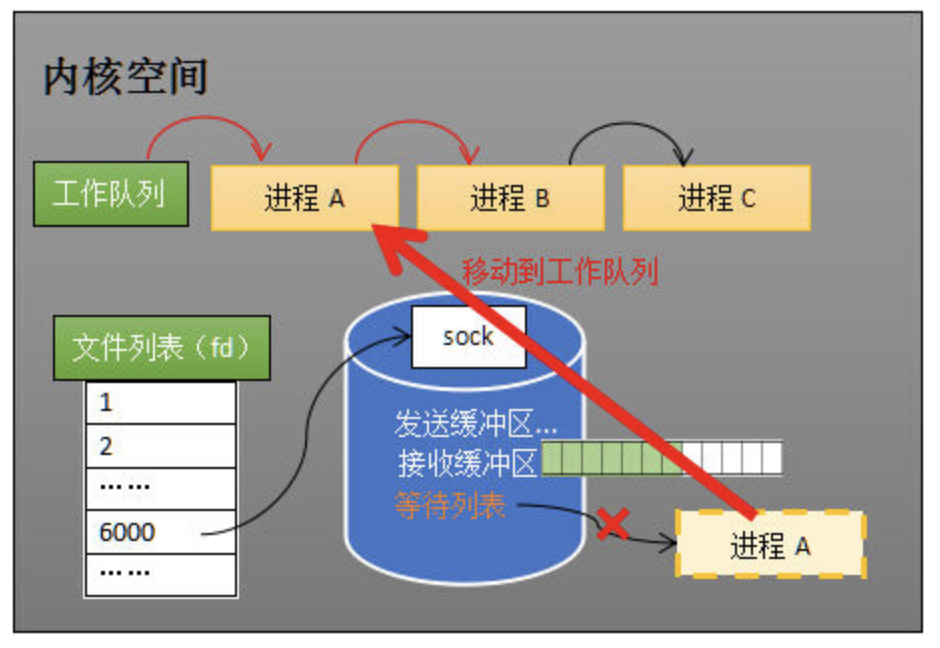 内核空间
工作队列
进程 A
进程 B
进程 C
移动到工作队列
文件列表（fd）
1
2
……
6000
……
sock
发送缓冲区...
接收缓冲区
等待列表
进程 A